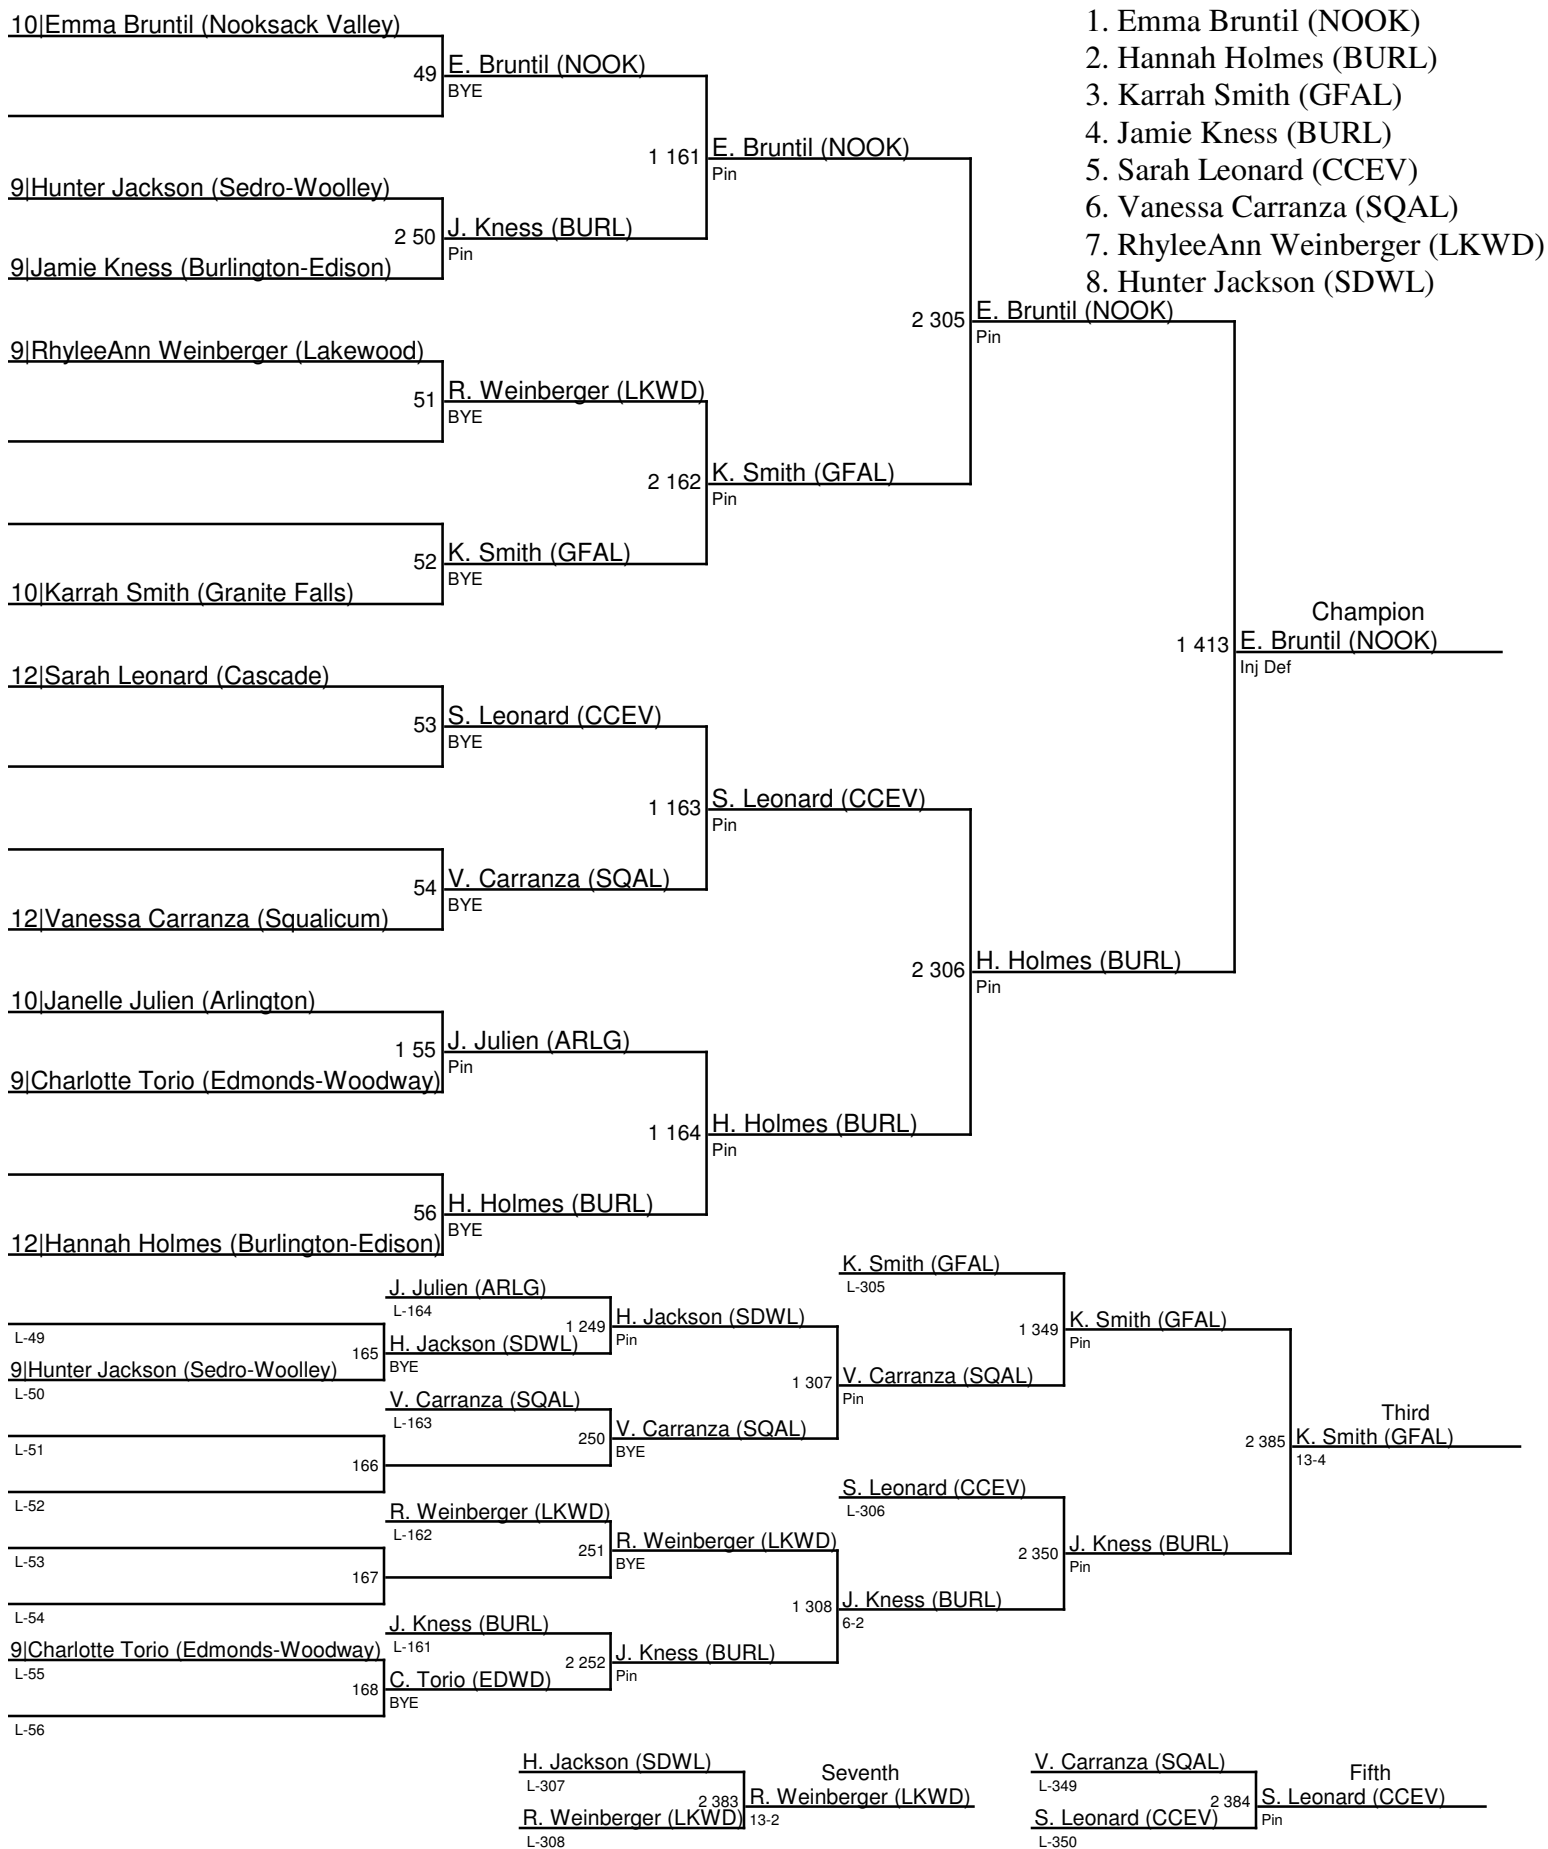 10|Emma Bruntil (Nooksack Valley)
49
E. Bruntil (NOOK)
BYE
1 161
E. Bruntil (NOOK)
Pin
9|Hunter Jackson (Sedro-Woolley)
2 50
J. Kness (BURL)
Pin
9|Jamie Kness (Burlington-Edison)
2 305
E. Bruntil (NOOK)
Pin
9|RhyleeAnn Weinberger (Lakewood)
51
R. Weinberger (LKWD)
BYE
2 162
K. Smith (GFAL)
Pin
52
K. Smith (GFAL)
BYE
10|Karrah Smith (Granite Falls)
1. Emma Bruntil (NOOK)
2. Hannah Holmes (BURL)
3. Karrah Smith (GFAL)
4. Jamie Kness (BURL)
5. Sarah Leonard (CCEV)
6. Vanessa Carranza (SQAL)
7. RhyleeAnn Weinberger (LKWD)
8. Hunter Jackson (SDWL)
Champion
1 413
E. Bruntil (NOOK)
Inj Def
12|Sarah Leonard (Cascade)
53
S. Leonard (CCEV)
BYE
1 163
S. Leonard (CCEV)
Pin
54
V. Carranza (SQAL)
BYE
12|Vanessa Carranza (Squalicum)
2 306
H. Holmes (BURL)
Pin
10|Janelle Julien (Arlington)
1 55
J. Julien (ARLG)
Pin
9|Charlotte Torio (Edmonds-Woodway)
1 164
H. Holmes (BURL)
Pin
56
H. Holmes (BURL)
BYE
12|Hannah Holmes (Burlington-Edison)
K. Smith (GFAL)
L-305
J. Julien (ARLG)
L-164
1 249
H. Jackson (SDWL)
Pin
L-49
165
H. Jackson (SDWL)
BYE
9|Hunter Jackson (Sedro-Woolley)
L-50
1 349
K. Smith (GFAL)
Pin
1 307
V. Carranza (SQAL)
Pin
V. Carranza (SQAL)
L-163
250
V. Carranza (SQAL)
BYE
L-51
166
L-52
Third
2 385
K. Smith (GFAL)
13-4
S. Leonard (CCEV)
L-306
R. Weinberger (LKWD)
L-162
251
R. Weinberger (LKWD)
BYE
L-53
167
L-54
2 350
J. Kness (BURL)
Pin
1 308
J. Kness (BURL)
6-2
J. Kness (BURL)
L-161
2 252
J. Kness (BURL)
Pin
9|Charlotte Torio (Edmonds-Woodway)
L-55
168
C. Torio (EDWD)
BYE
L-56
H. Jackson (SDWL)
L-307
Seventh
2 383
R. Weinberger (LKWD)
13-2
R. Weinberger (LKWD)
L-308
V. Carranza (SQAL)
L-349
Fifth
2 384
S. Leonard (CCEV)
Pin
S. Leonard (CCEV)
L-350